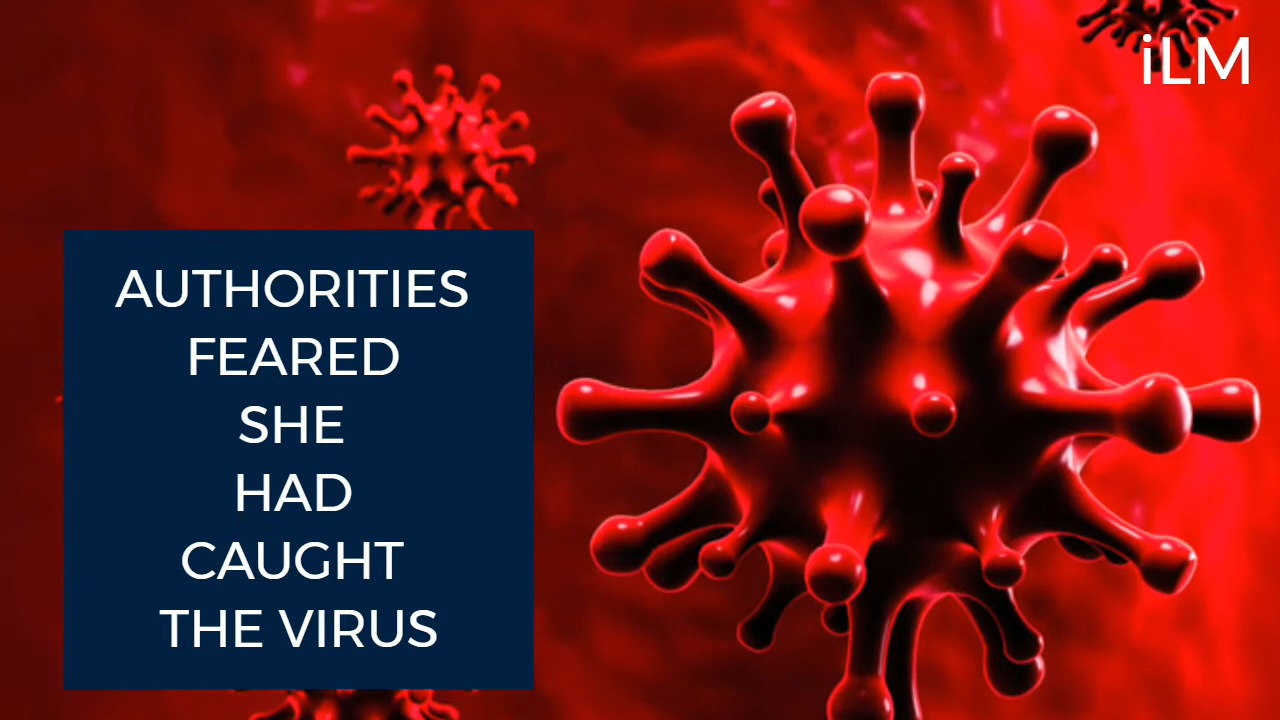 iLM
AUTHORITIES
FEARED
SHE
HAD
CAUGHT
THE VIRUS